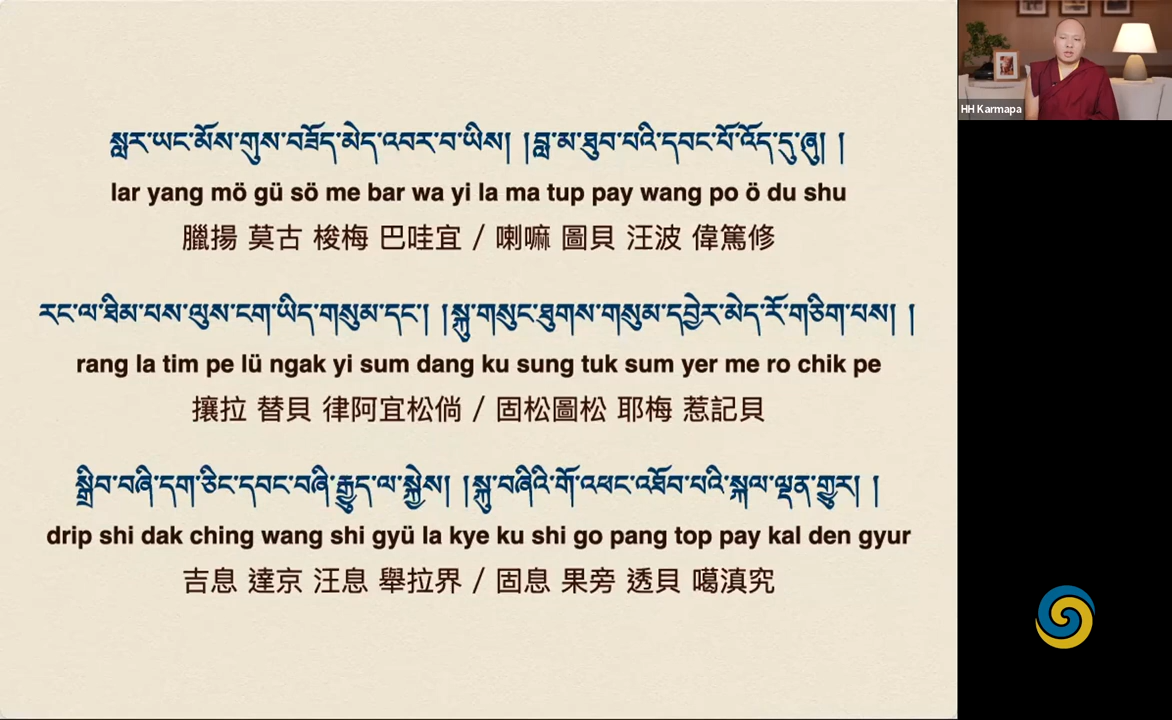 སླར་ཡང་མོས་གུས་བཟོད་མེད་འབར་བ་ཡིས། །བླ་མ་ཐུབ་པའི་དབང་པོ་འོད་དུ་ཞུ། །
lar yang mö gü sö me bar wa yi la ma tup pay wang po ö du shu
臘揚 莫古 梭梅 巴哇宜 / 喇嘛 圖貝 汪波 偉篤修
རང་ལ་ཐིམ་པས་ལུས་ངག་ཡིད་གསུམ་དང་། །སྐུ་གསུང་ཐུགས་གསུམ་དབྱེར་མེད་རོ་གཅིག་པས། །
rang la tim pe lü ngak yi sum dang ku sung tuk sum yer me ro chik pe
攘拉 替貝 律阿宜松倘 / 固松圖松 耶梅 惹記貝
སྒྲིབ་བཞི་དག་ཅིང་དབང་བཞི་རྒྱུད་ལ་སྐྱེས། །སྐུ་བཞིའི་གོ་འཕང་འཐོབ་པའི་སྐལ་ལྡན་གྱུར། །
drip shi dak ching wang shi gyü la kye ku shi go pang top pay kal den gyur
吉息 達京 汪息 舉拉界 / 固息 果旁 透貝 噶滇究
HH Karmapa